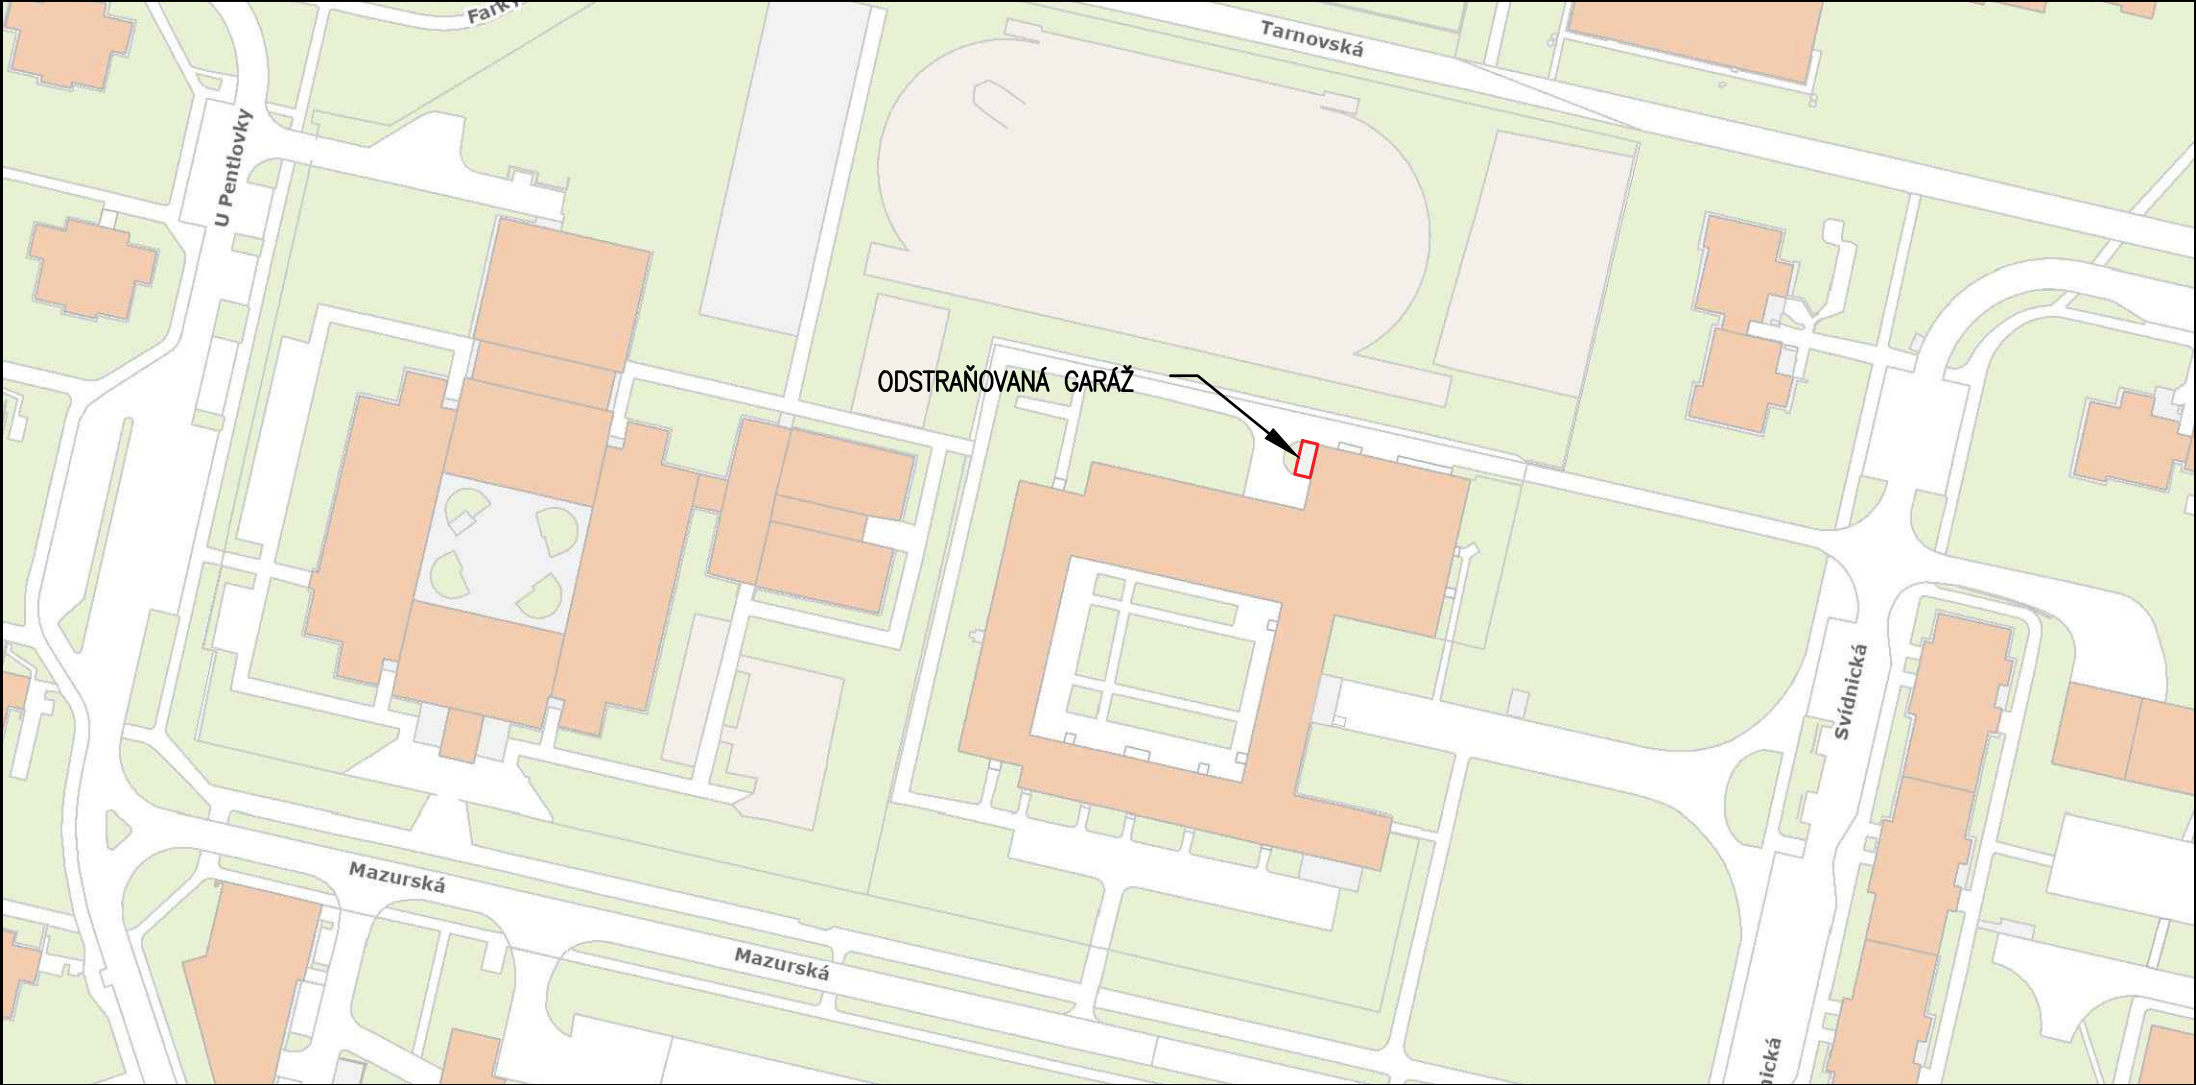 Tarnovská
U Pentlovky
ODSTRAŇOVANÁ GARÁŽ
Svídnická
Mazurská
Mazurská